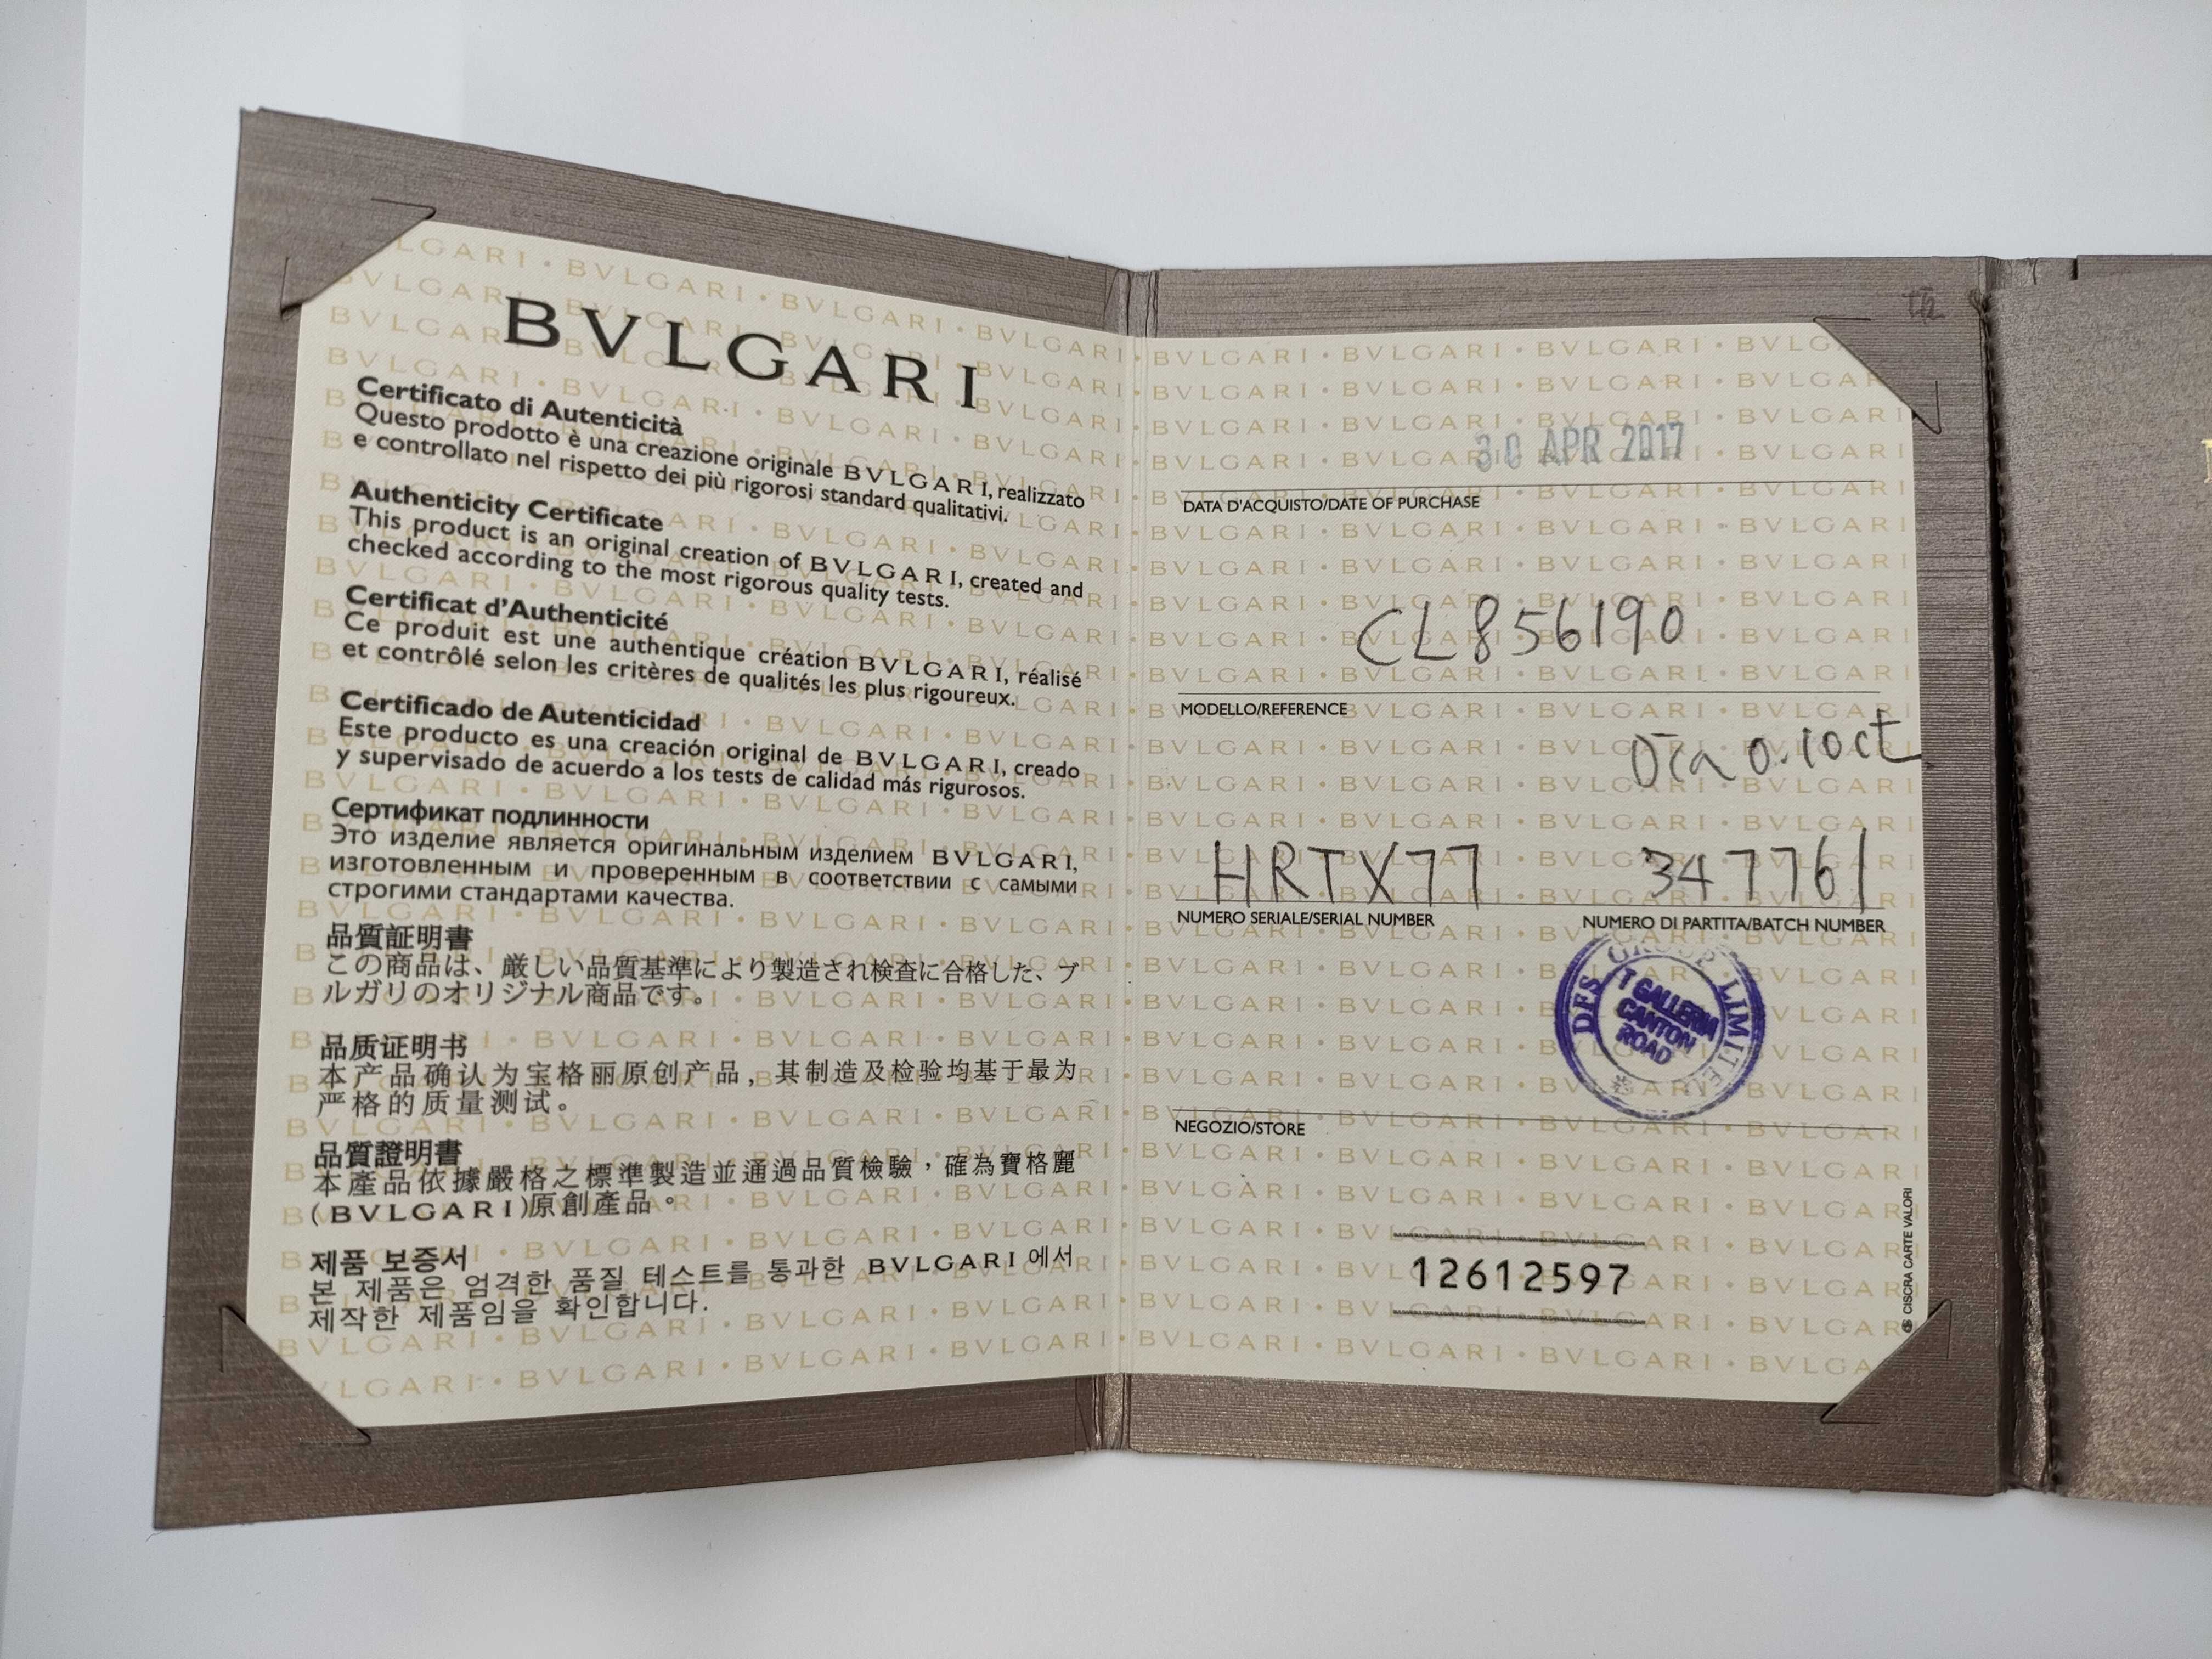 BVLGARI
Certificato di Autenticità
Questo prodotto è una creazione originale BVLGARI, realizzato
e controllato nel rispetto dei più rigorosi standard qualitativi.
Authenticity Certificate
This product is an original creation of BVLGARI, created and
checked according to the most rigorous quality tests.
Certificat d'Authenticité
Ce produit est une authentique création BVLGARI, réalisé
et contrôlé selon les critères de qualités les plus rigoureux.
Certificado de Autenticidad
Este producto es una creación original de BVLGARI, creado
y supervisado de acuerdo a los tests de calidad más rigurosos.
Сертификат подлинности
Это изделие является оригинальным изделием BVLGARI,
изготовленным и проверенным в соответствии с самыми
строгими стандартами качества.
品質証明書
この商品は、厳しい品質基準により製造され検査に合格した、ブ
ルガリのオリジナル商品です。
品质证明书
本产品确认为宝格丽原创产品，其制造及检验均基于最为
严格的质量测试。
品質證明書
本產品依據嚴格之標準製造並通過品質檢驗，確為寶格麗
(BVLGARI)原創產品。
제품 보증서
본 제품은 엄격한 품질 테스트를 통과한 BVLGARI 에서
제작한 제품임을 확인합니다.
30 APR 2017
DATA D'ACQUISTO/DATE OF PURCHASE
CL856190
MODELLO/REFERENCE
Dia 0.10ct
HRTX77 347761
NUMERO SERIALE/SERIAL NUMBER NUMERO DI PARTITA/BATCH NUMBER
DFS GROUP LIMITED
T GALLERIA
CANTON
ROAD
NEGOZIO/STORE
12612597
CISCRA CARTE VALORI